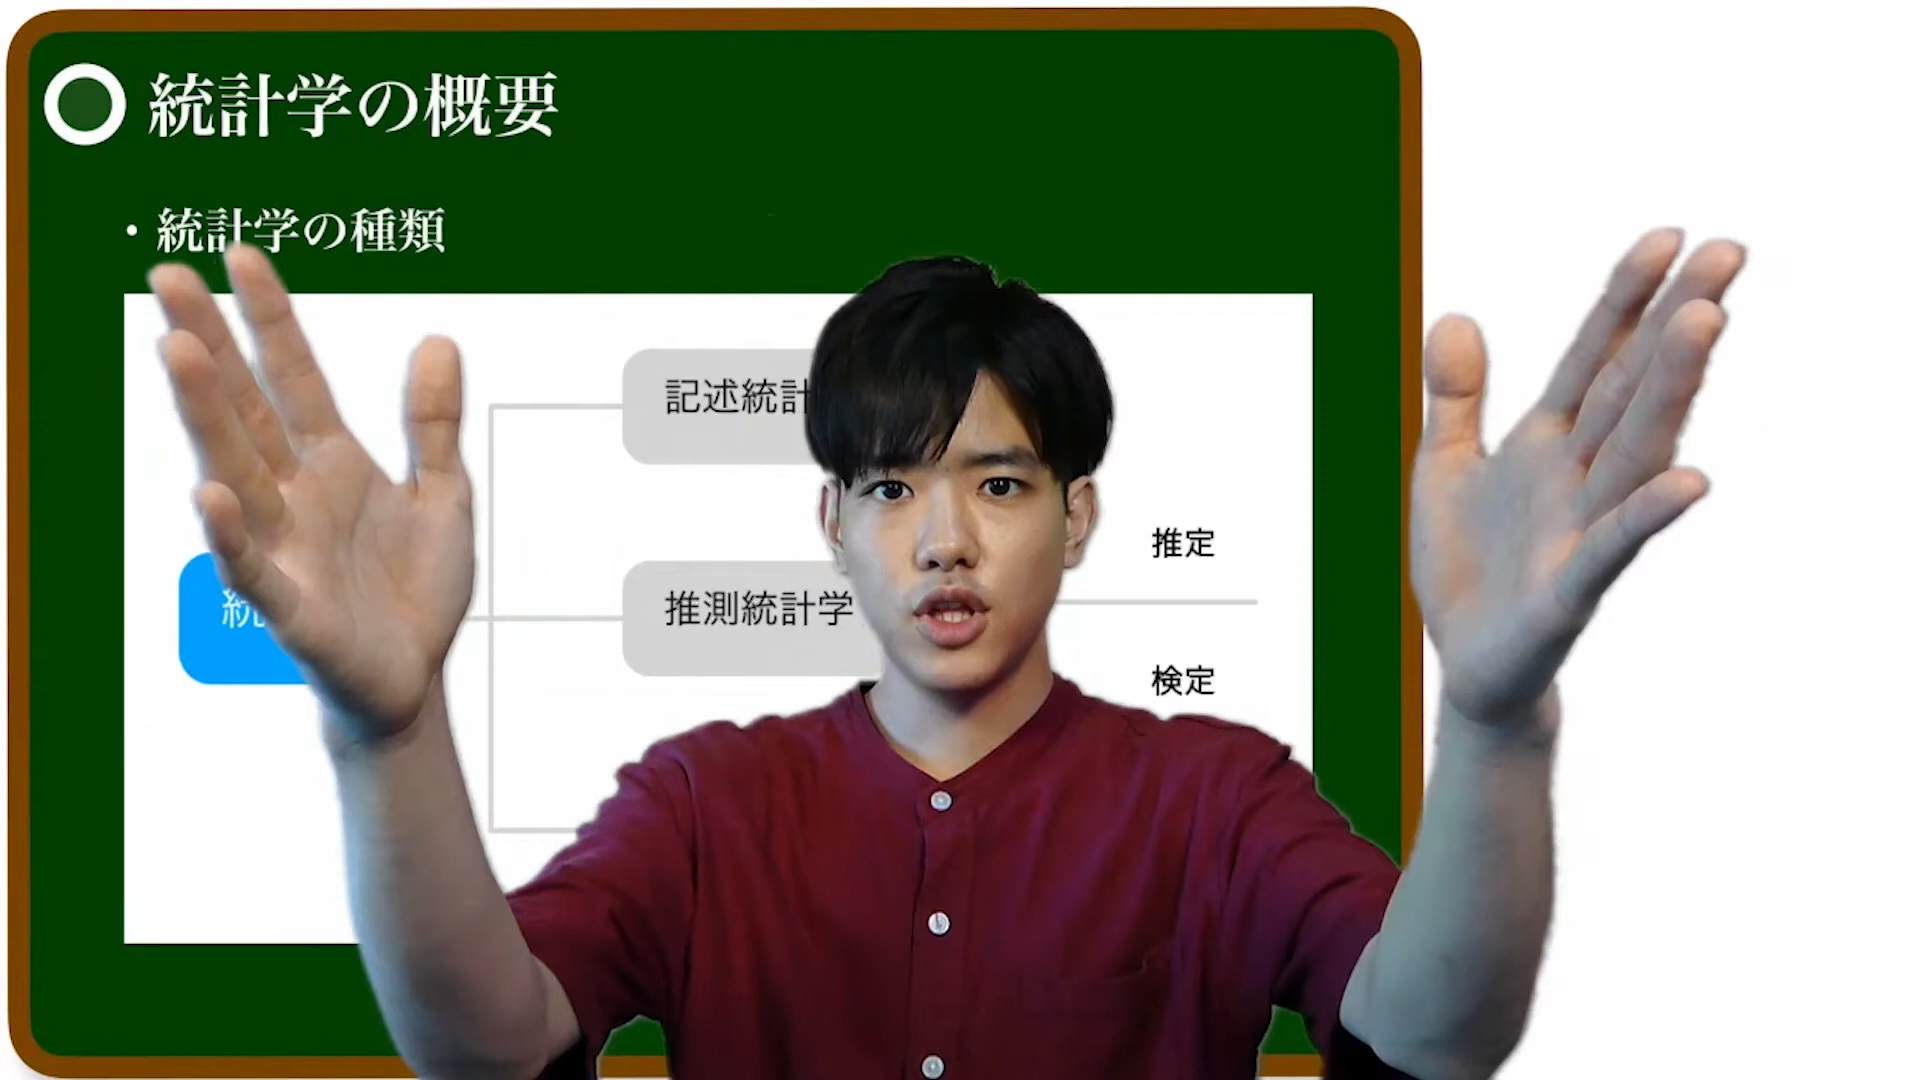 統計学の概要
・統計学の種類
記述統計
推定
統
推測統計学
検定